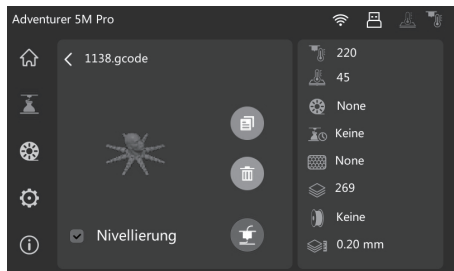 Adventurer 5M Pro
1138.gcode
Nivellierung
220
45
None
Keine
None
269
Keine
0.20 mm